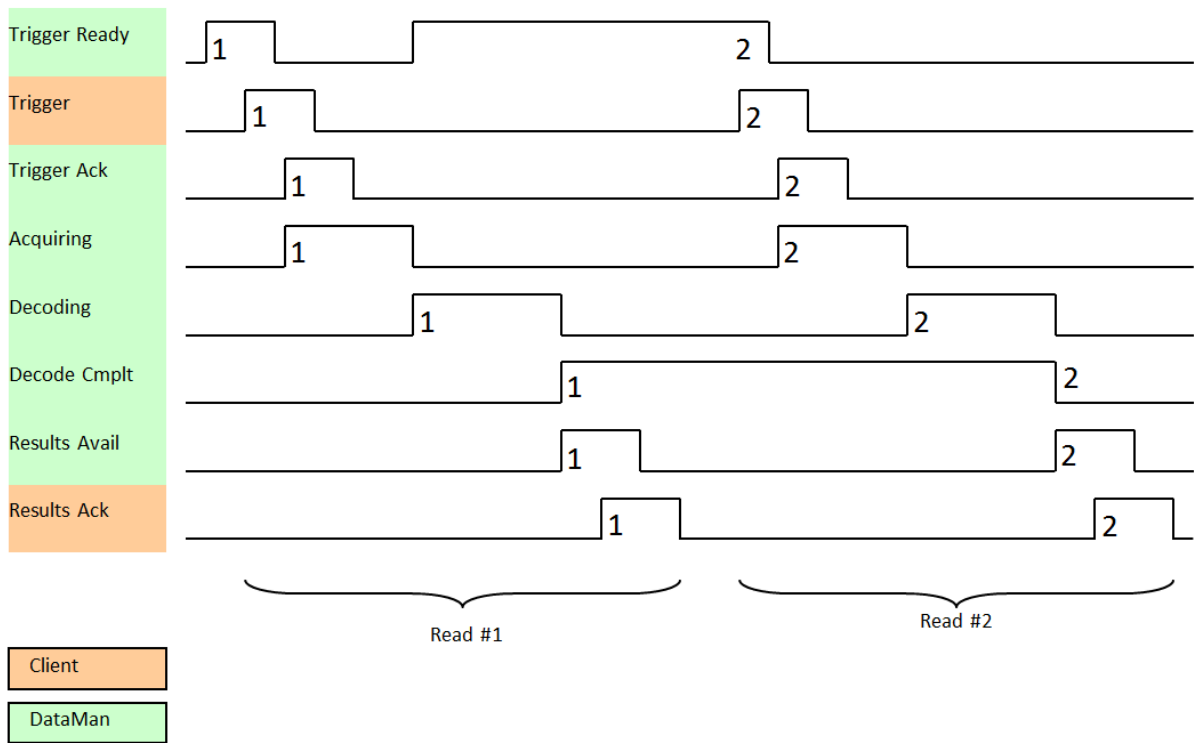 Trigger Ready 1 2
Trigger 1 2
Trigger Ack 1 2
Acquiring 1 2
Decoding 1 2
Decode Cmplt 1 2
Results Avail 1 2
Results Ack 1 2
Read #1 Read #2
Client
DataMan